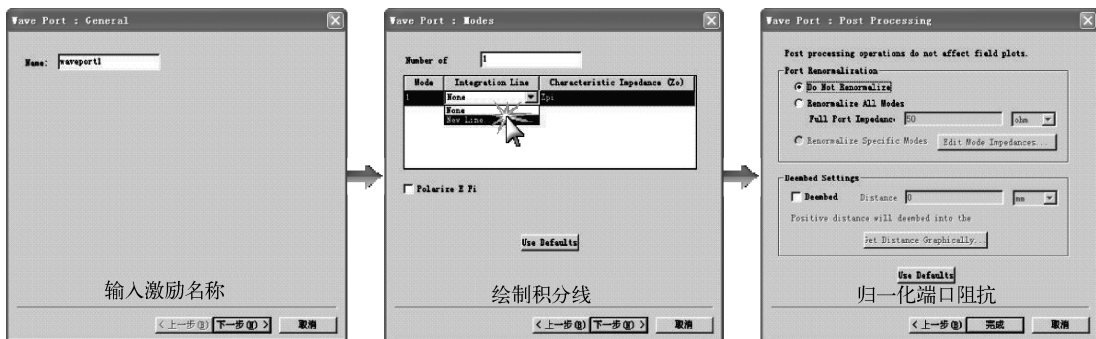 Wave Port : General
Name: waveport1
输入激励名称
< 上一步(B) 下一步(N) > 取消
Wave Port : Modes
Number of 1
Mode Integration Line Characteristic Impedance (Zo)
1 None Zpi
None
New Line
Polarize E Fi
Use Defaults
绘制积分线
< 上一步(B) 下一步(N) > 取消
Wave Port : Post Processing
Post processing operations do not affect field plots.
Port Renormalization
Do Not Renormalize
Renormalize All Modes
Full Port Impedanc 50 ohm
Renormalize Specific Modes Edit Mode Impedances...
Deembed Settings
Deembed Distance 0 mm
Positive distance will deembed into the
Get Distance Graphically...
Use Defaults
归一化端口阻抗
< 上一步(B) 完成 取消